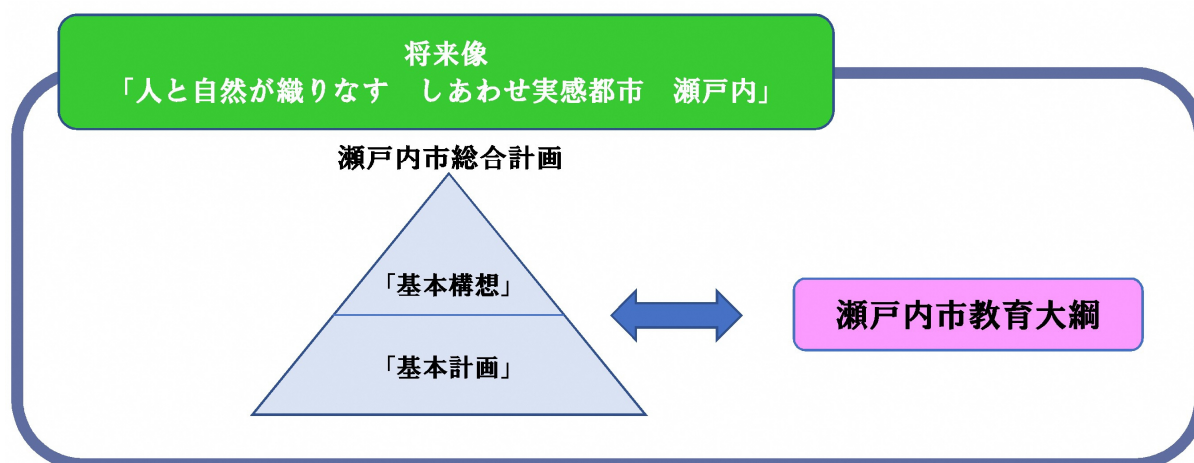 将来像
「人と自然が織りなす　しあわせ実感都市　瀬戸内」
瀬戸内市総合計画
「基本構想」
「基本計画」
瀬戸内市教育大綱